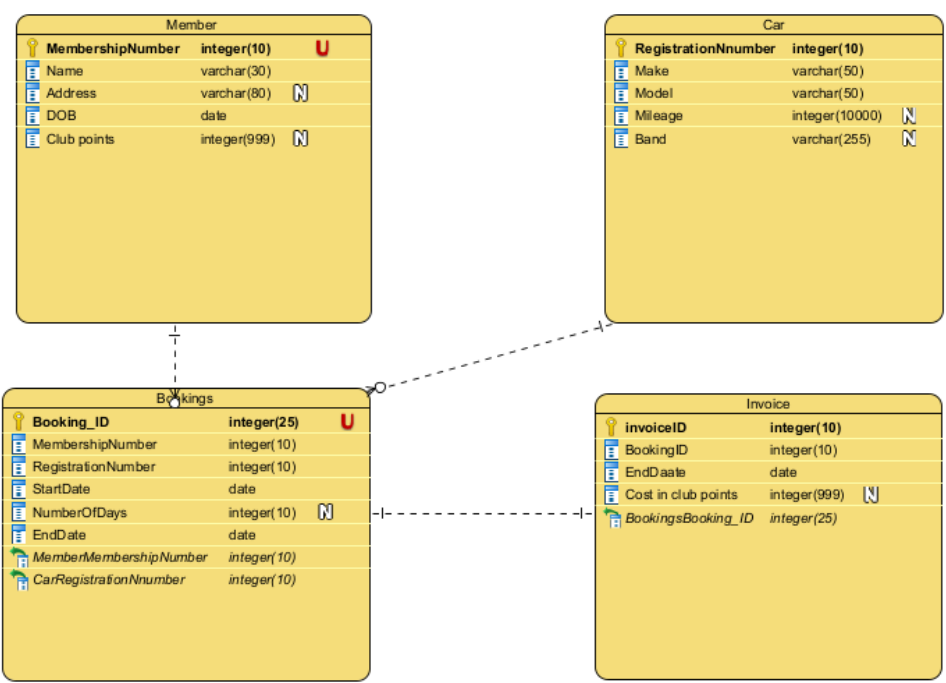 Member
MembershipNumber integer(10) U
Name varchar(30)
Address varchar(80) N
DOB date
Club points integer(999) N
Car
RegistrationNnumber integer(10)
Make varchar(50)
Model varchar(50)
Mileage integer(10000) N
Band varchar(255) N
Bookings
Booking_ID integer(25) U
MembershipNumber integer(10)
RegistrationNumber integer(10)
StartDate date
NumberOfDays integer(10) N
EndDate date
MemberMembershipNumber integer(10)
CarRegistrationNnumber integer(10)
Invoice
invoiceID integer(10)
BookingID integer(10)
EndDaate date
Cost in club points integer(999) N
BookingsBooking_ID integer(25)